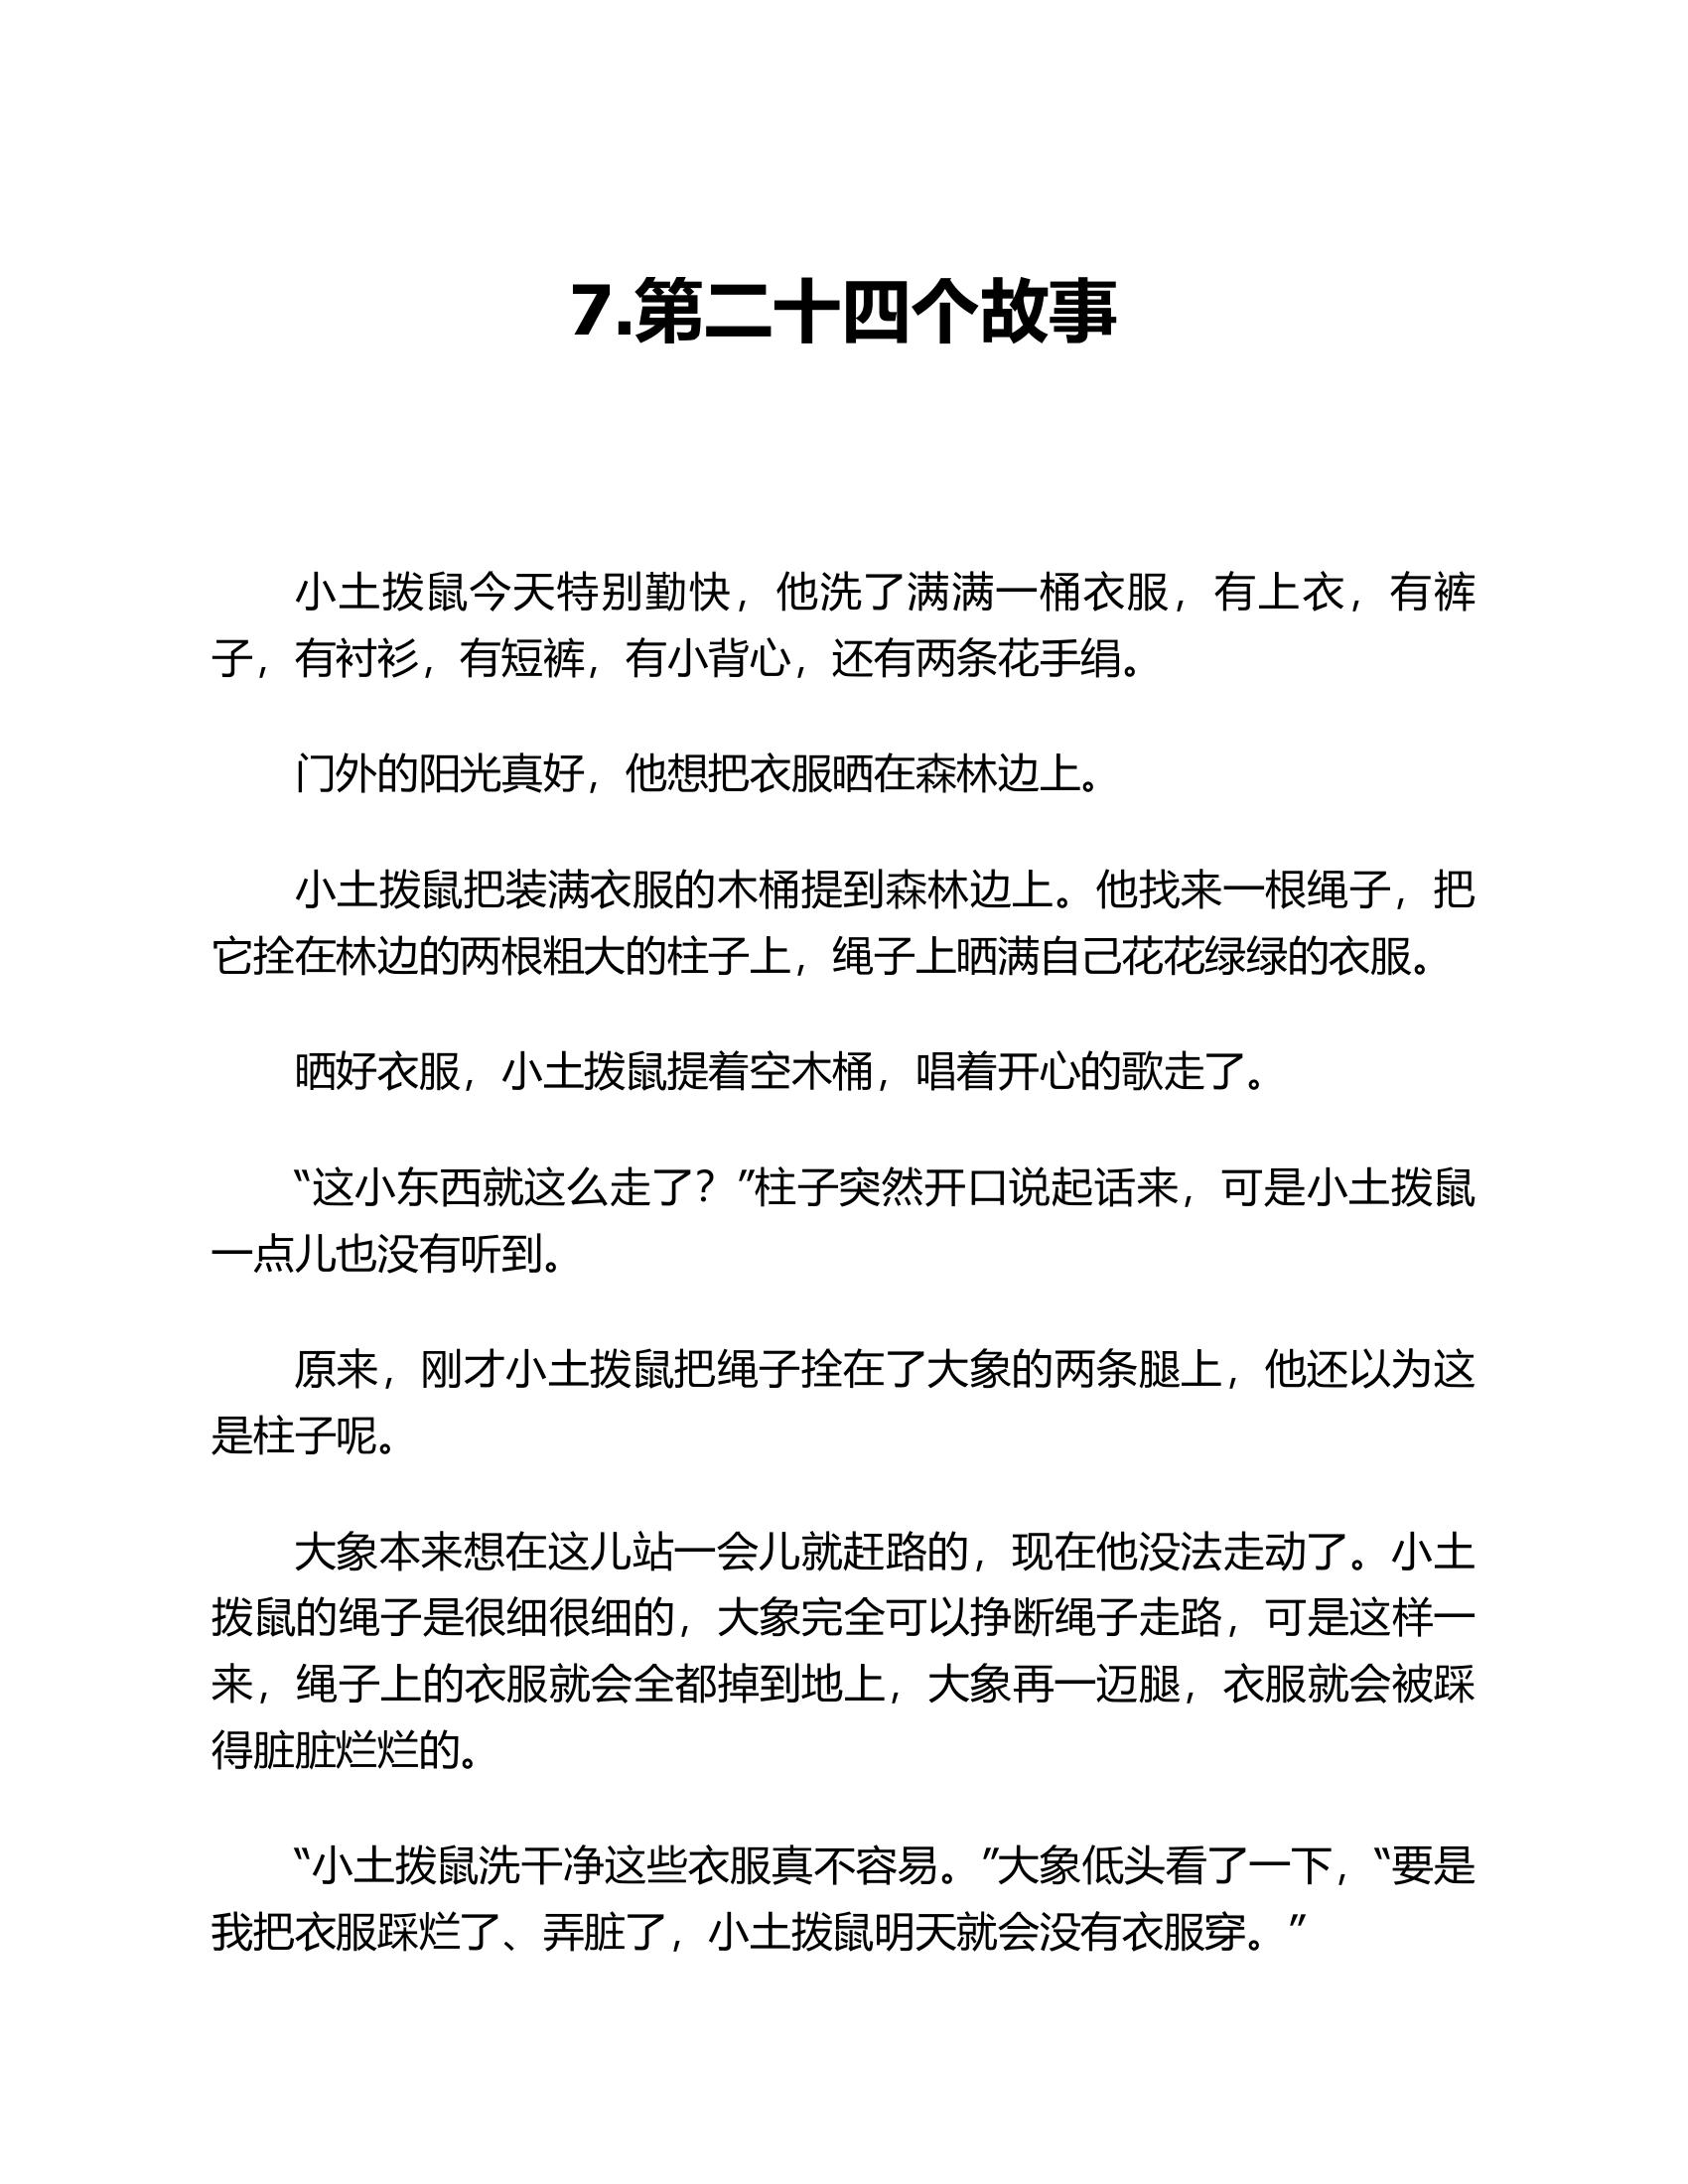 7.第二十四个故事
小土拨鼠今天特别勤快，他洗了满满一桶衣服，有上衣，有裤
子，有衬衫，有短裤，有小背心，还有两条花手绢。
门外的阳光真好，他想把衣服晒在森林边上。
小土拨鼠把装满衣服的木桶提到森林边上。他找来一根绳子，把
它拴在林边的两根粗大的柱子上，绳子上晒满自己花花绿绿的衣服。
晒好衣服，小土拨鼠提着空木桶，唱着开心的歌走了。
“这小东西就这么走了？”柱子突然开口说起话来，可是小土拨鼠
一点儿也没有听到。
原来，刚才小土拨鼠把绳子拴在了大象的两条腿上，他还以为这
是柱子呢。
大象本来想在这儿站一会儿就赶路的，现在他没法走动了。小土
拨鼠的绳子是很细很细的，大象完全可以挣断绳子走路，可是这样一
来，绳子上的衣服就会全都掉到地上，大象再一迈腿，衣服就会被踩
得脏脏烂烂的。
“小土拨鼠洗干净这些衣服真不容易。”大象低头看了一下，“要是
我把衣服踩烂了、弄脏了，小土拨鼠明天就会没有衣服穿。”